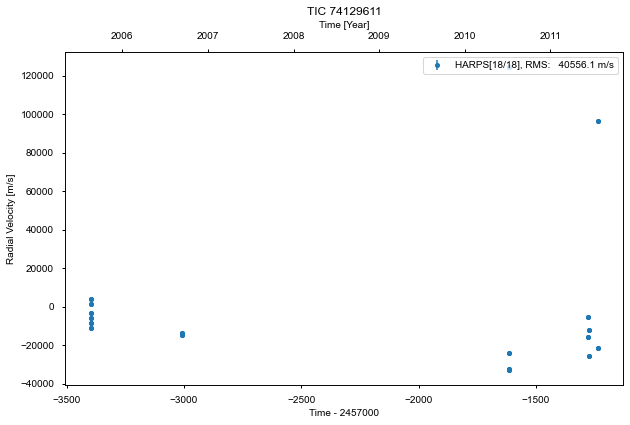 TIC 74129611
Time [Year]
2006 2007 2008 2009 2010 2011
HARPS[18/18], RMS: 40556.1 m/s
120000
100000
80000
60000
40000
20000
0
−20000
−40000
Radial Velocity [m/s]
−3500 −3000 −2500 −2000 −1500
Time - 2457000